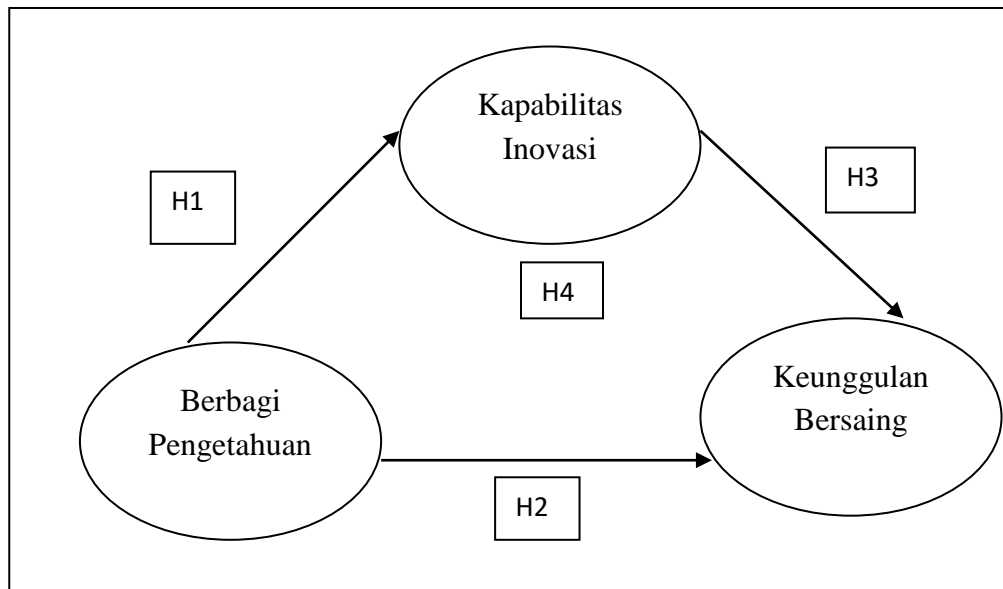 Kapabilitas
Inovasi
H1
H3
H4
Berbagi
Pengetahuan
Keunggulan
Bersaing
H2